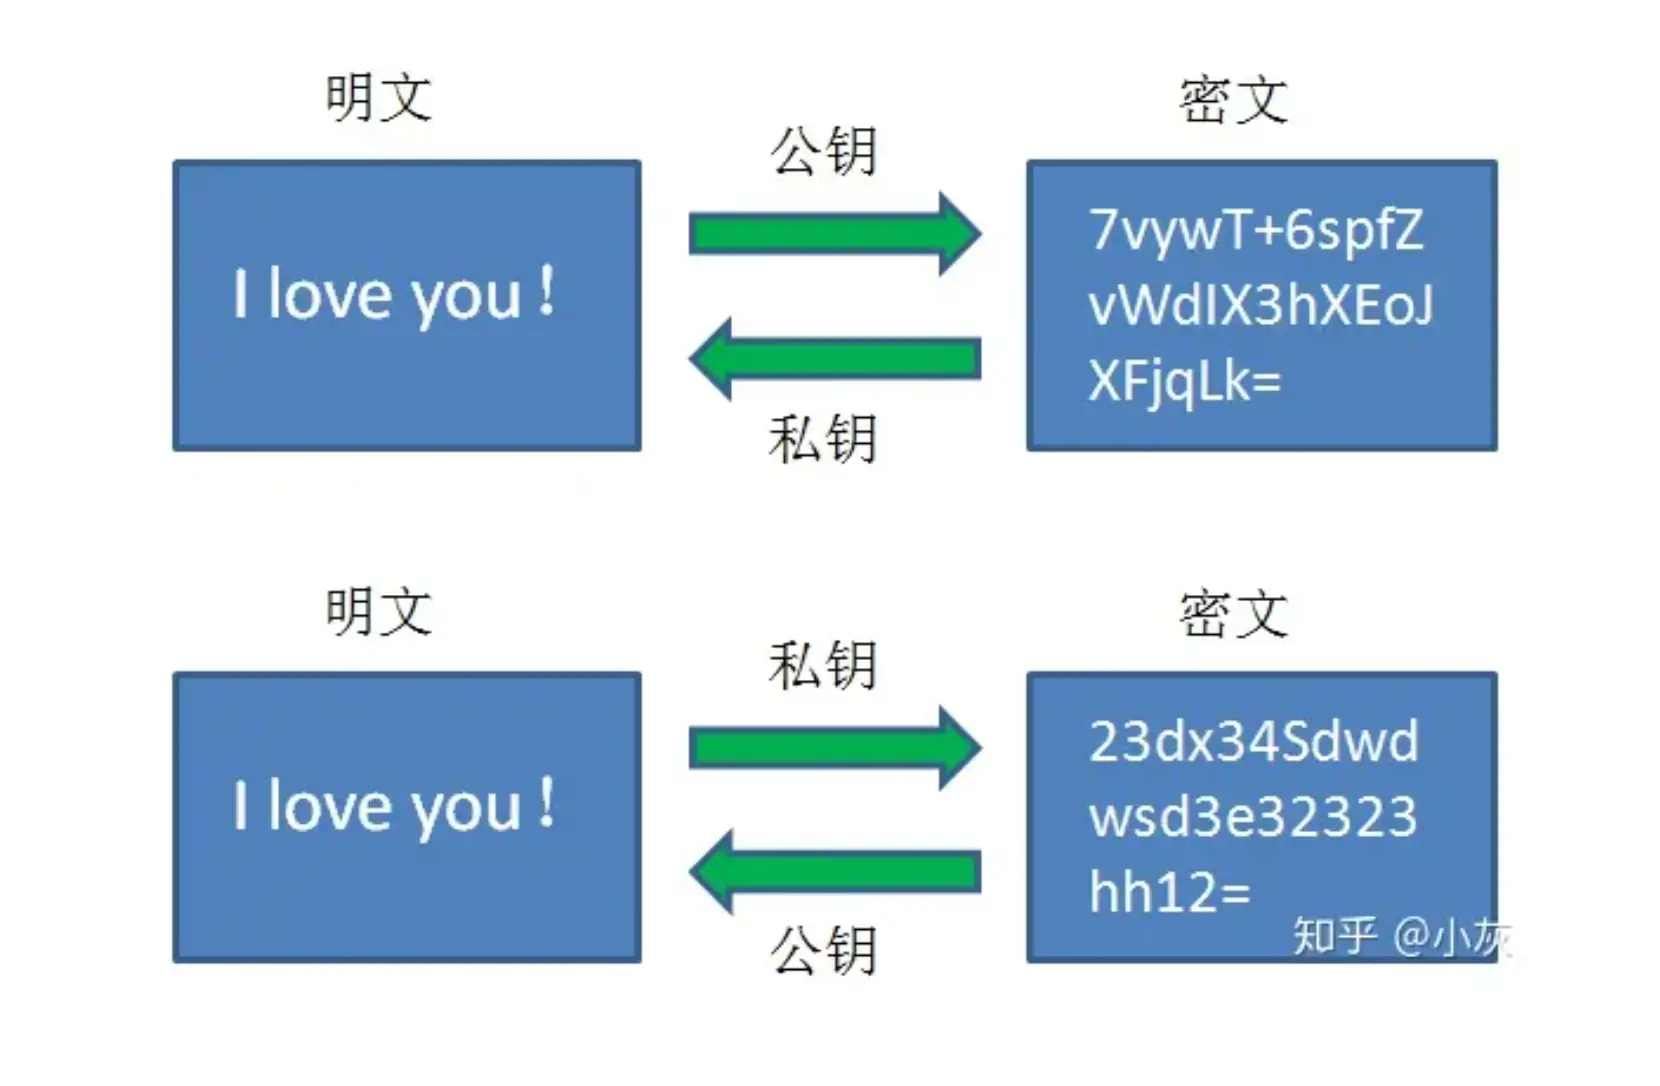 明文
密文
公钥
I love you！
7vywT+6spfZ
vWdIX3hXEoJ
XFjqLk=
私钥
明文
密文
私钥
I love you！
23dx34Sdwd
wsd3e32323
hh12=
公钥
知乎 @小灰